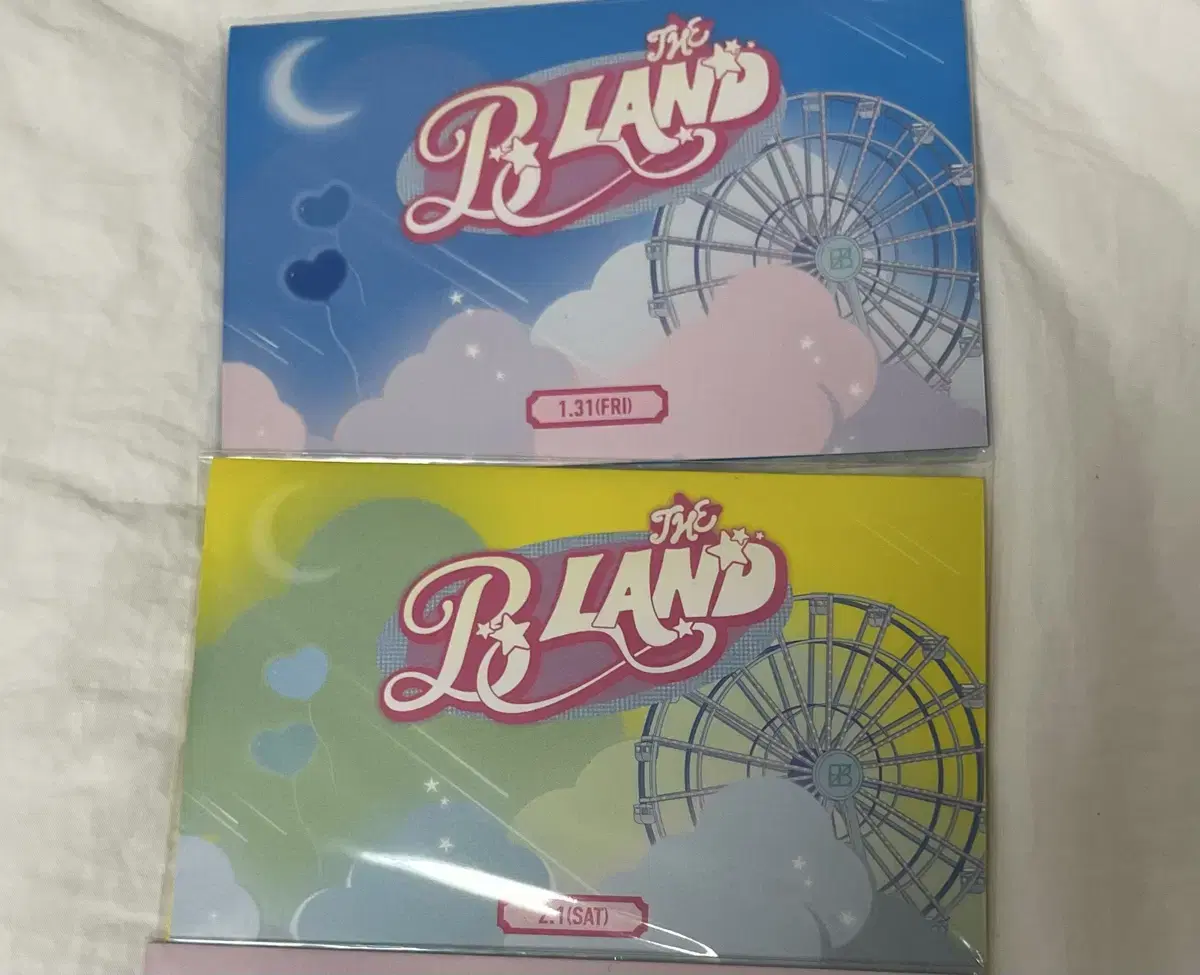 THE
B LAND
1.31(FRI)
THE
B LAND
2.1(SAT)